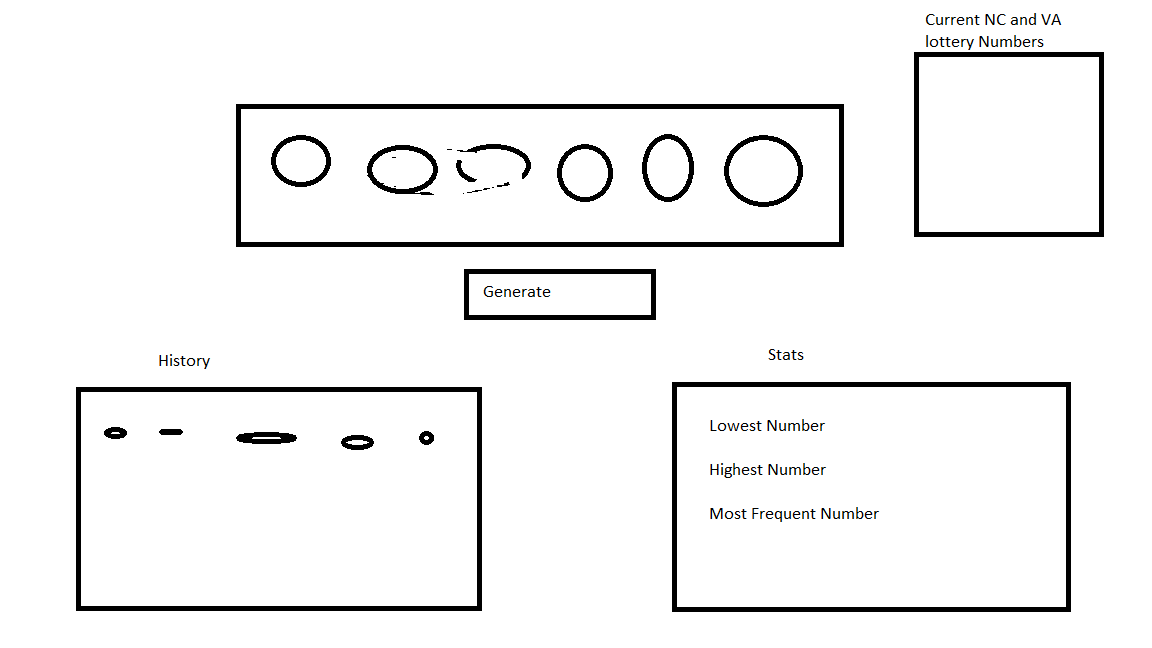 Current NC and VA
lottery Numbers
Generate
History
Stats
Lowest Number
Highest Number
Most Frequent Number